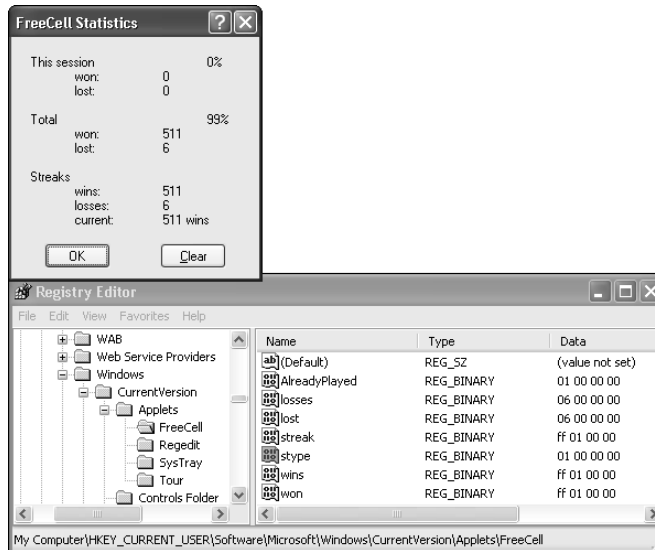 FreeCell Statistics
This session 0%
won: 0
lost: 0
Total 99%
won: 511
lost: 6
Streaks
wins: 511
losses: 6
current: 511 wins
OK Clear
Registry Editor
File Edit View Favorites Help
WAB
Web Service Providers
Windows
CurrentVersion
Applets
FreeCell
Regedit
SysTray
Tour
Controls Folder
Name Type Data
(Default) REG_SZ (value not set)
AlreadyPlayed REG_BINARY 01 00 00 00
losses REG_BINARY 06 00 00 00
lost REG_BINARY 06 00 00 00
streak REG_BINARY ff 01 00 00
stype REG_BINARY 01 00 00 00
wins REG_BINARY ff 01 00 00
won REG_BINARY ff 01 00 00
My Computer\HKEY_CURRENT_USER\Software\Microsoft\Windows\CurrentVersion\Applets\FreeCell